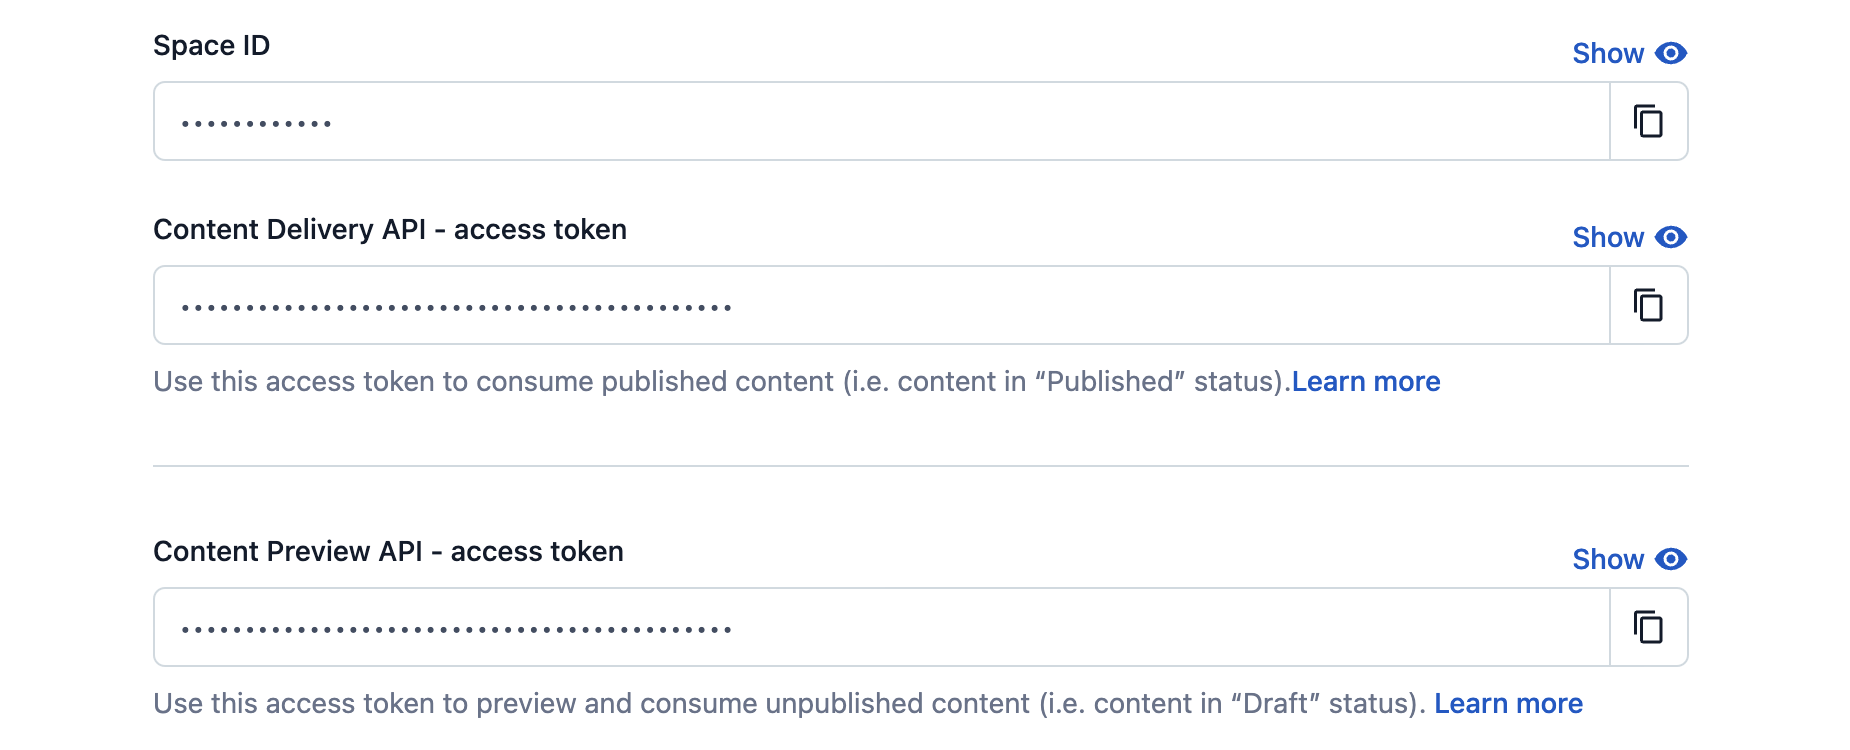 Space ID
Show
••••••••••••
Content Delivery API - access token
Show
•••••••••••••••••••••••••••••••••••••••••••
Use this access token to consume published content (i.e. content in “Published” status).Learn more
Content Preview API - access token
Show
•••••••••••••••••••••••••••••••••••••••••••
Use this access token to preview and consume unpublished content (i.e. content in “Draft” status). Learn more